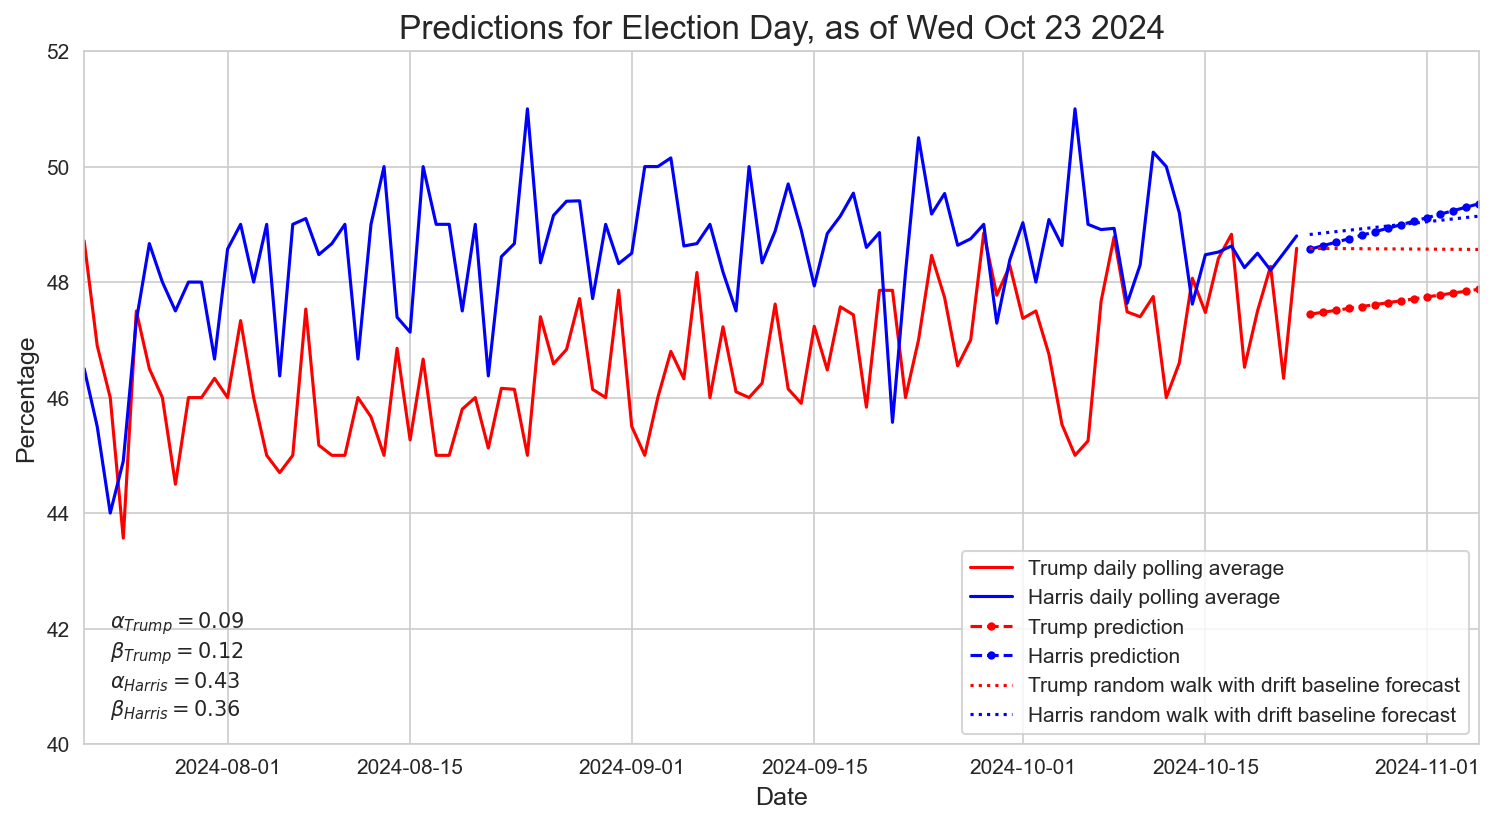 Predictions for Election Day, as of Wed Oct 23 2024
Percentage
52
50
48
46
44
42
40
α_Trump = 0.09
β_Trump = 0.12
α_Harris = 0.43
β_Harris = 0.36
Trump daily polling average
Harris daily polling average
Trump prediction
Harris prediction
Trump random walk with drift baseline forecast
Harris random walk with drift baseline forecast
2024-08-01 2024-08-15 2024-09-01 2024-09-15 2024-10-01 2024-10-15 2024-11-01
Date